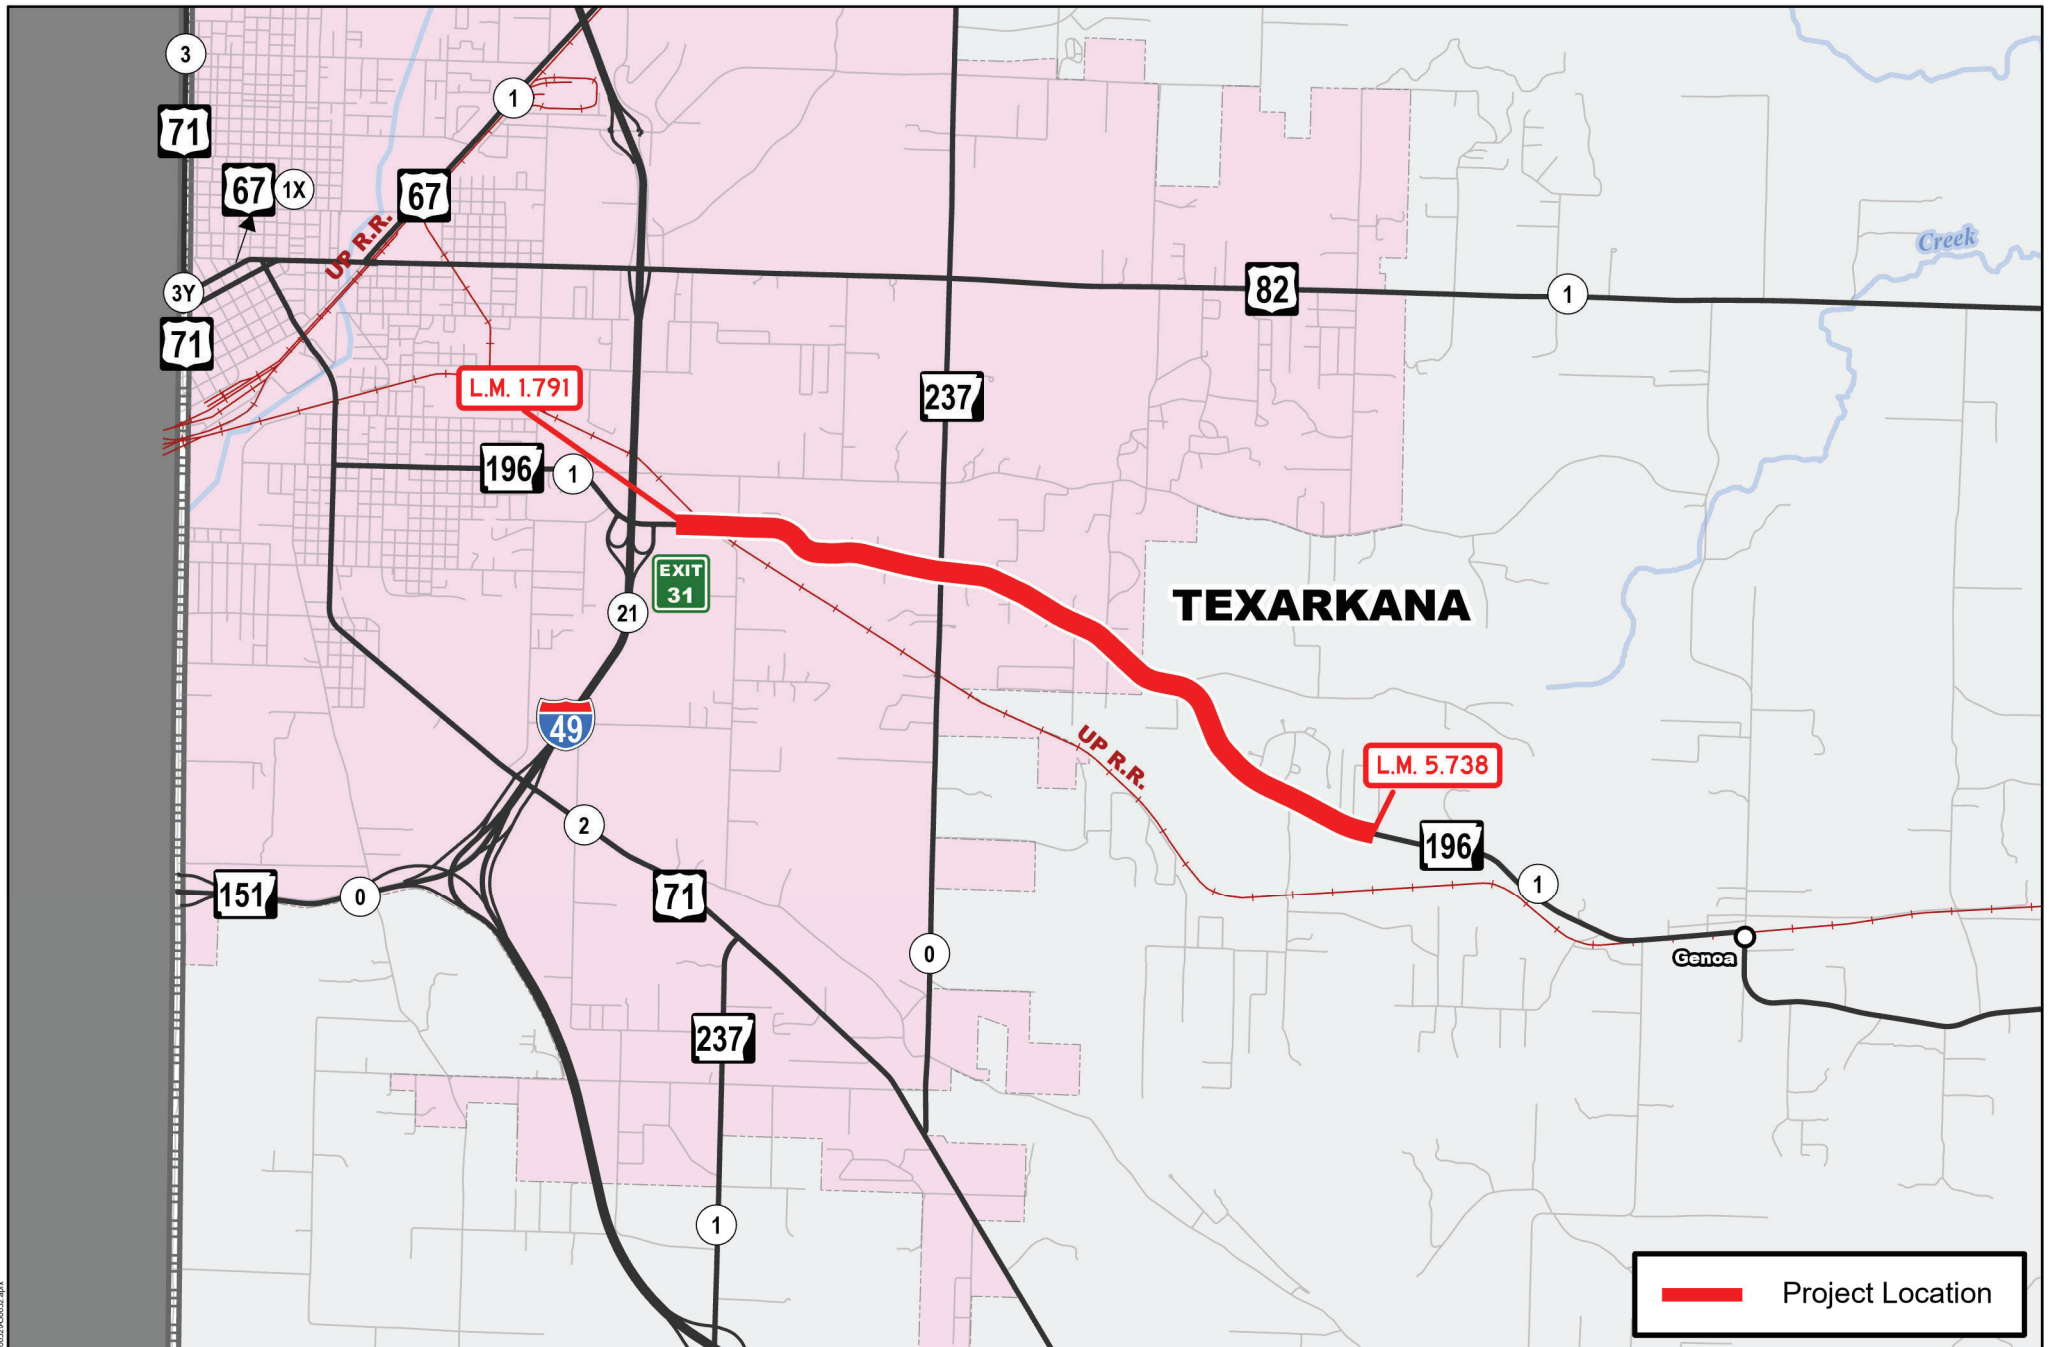 3
71
1
67
1X
67
UP R.R.
Creek
3Y
82
1
71
L.M. 1.791
237
196
1
EXIT
31
TEXARKANA
21
49
UP R.R.
L.M. 5.738
2
196
1
151
0
71
0
Genoa
237
1
Project Location